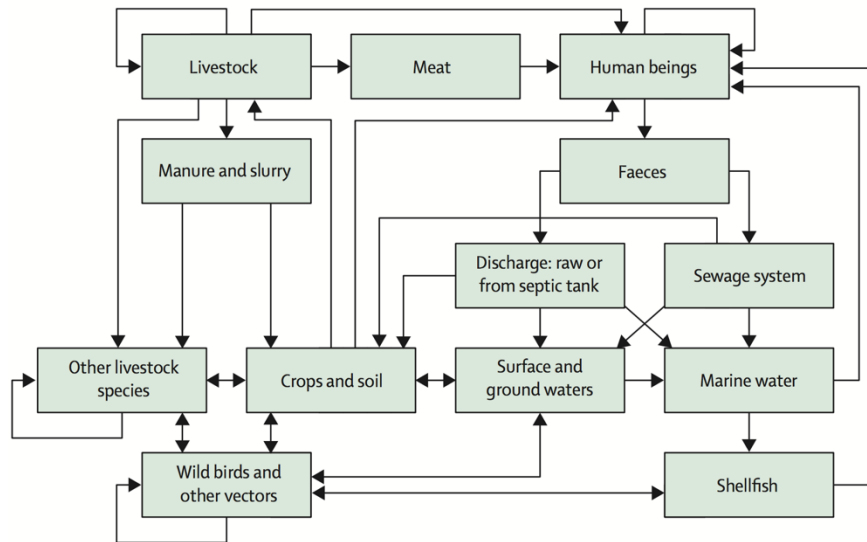 Livestock
Meat
Human beings
Manure and slurry
Faeces
Discharge: raw or
from septic tank
Sewage system
Other livestock
species
Crops and soil
Surface and
ground waters
Marine water
Wild birds and
other vectors
Shellfish